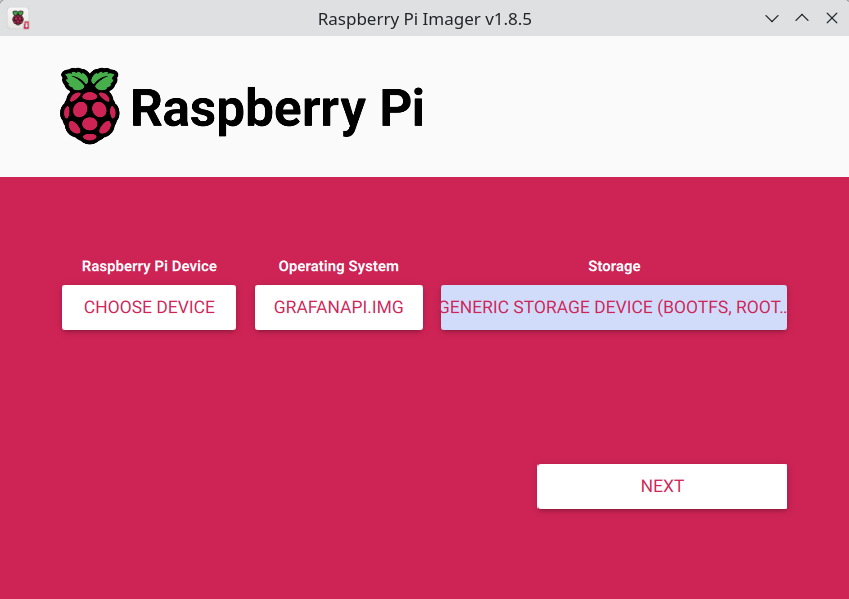 Raspberry Pi Imager v1.8.5
Raspberry Pi
Raspberry Pi Device
Operating System
Storage
CHOOSE DEVICE
GRAFANAPI.IMG
GENERIC STORAGE DEVICE (BOOTFS, ROOT...
NEXT